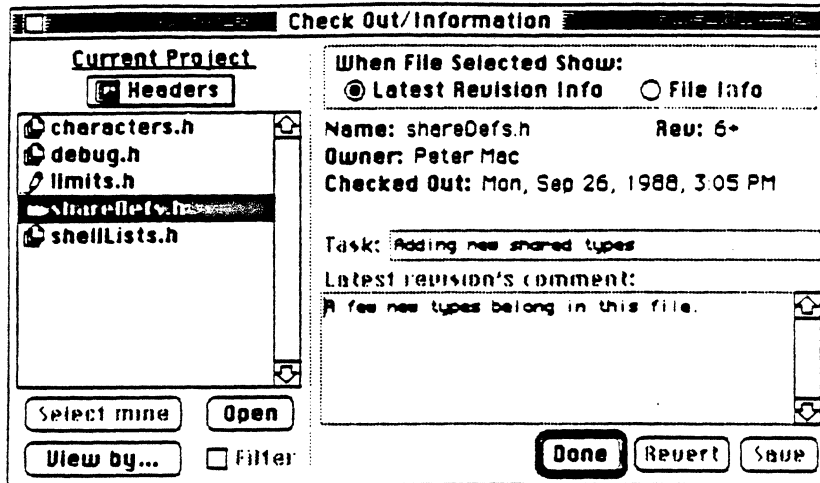 Check Out/Information
Current Project
Headers
characters.h
debug.h
limits.h
shareDefs.h
shellLists.h
Select mine
Open
View by...
Filter
When File Selected Show:
Latest Revision Info
File Info
Name: shareDefs.h
Rev: 6+
Owner: Peter Mac
Checked Out: Mon, Sep 26, 1988, 3:05 PM
Task: Adding new shared types
Latest revision's comment:
A few new types belong in this file.
Done
Revert
Save